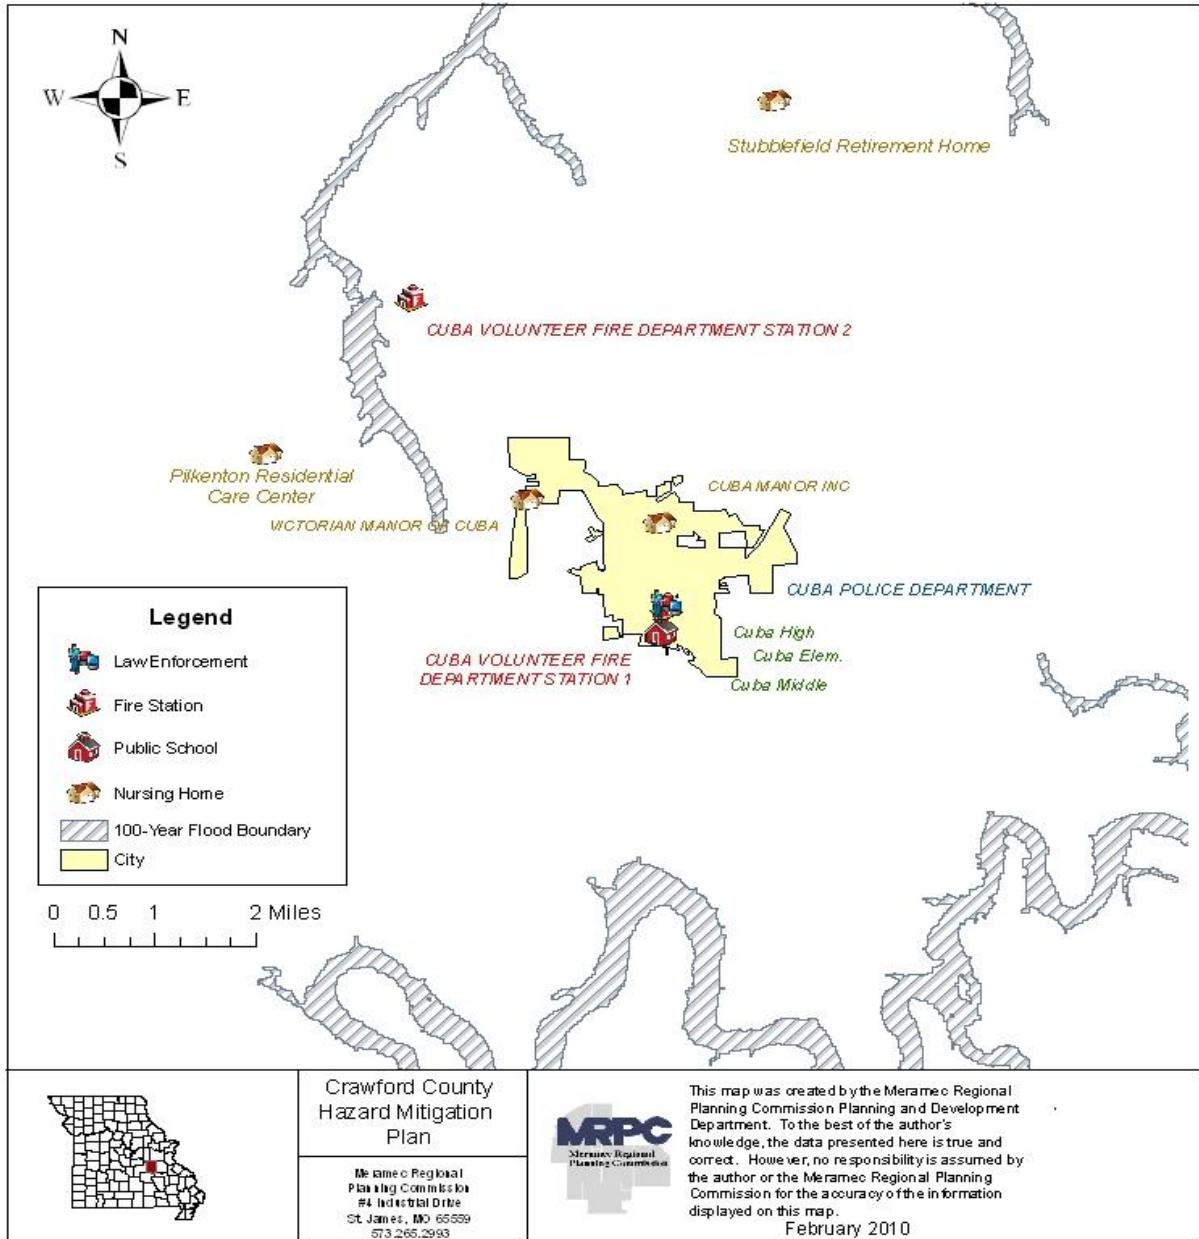 N
W E
S
Stubblefield Retirement Home
CUBA VOLUNTEER FIRE DEPARTMENT STATION 2
Pilkenton Residential
Care Center
CUBA MANOR INC
VICTORIAN MANOR OF CUBA
CUBA POLICE DEPARTMENT
Cuba High
Cuba Elem.
Cuba Middle
CUBA VOLUNTEER FIRE
DEPARTMENT STATION 1
Legend
Law Enforcement
Fire Station
Public School
Nursing Home
100-Year Flood Boundary
City
0 0.5 1 2 Miles
Crawford County
Hazard Mitigation
Plan
Meramec Regional
Planning Commission
#4 Industrial Drive
St. James, MO 65559
573.265.2993
MRPC
Meramec Regional
Planning Commission
This map was created by the Meramec Regional
Planning Commission Planning and Development
Department. To the best of the author's
knowledge, the data presented here is true and
correct. However, no responsibility is assumed by
the author or the Meramec Regional Planning
Commission for the accuracy of the information
displayed on this map.
February 2010